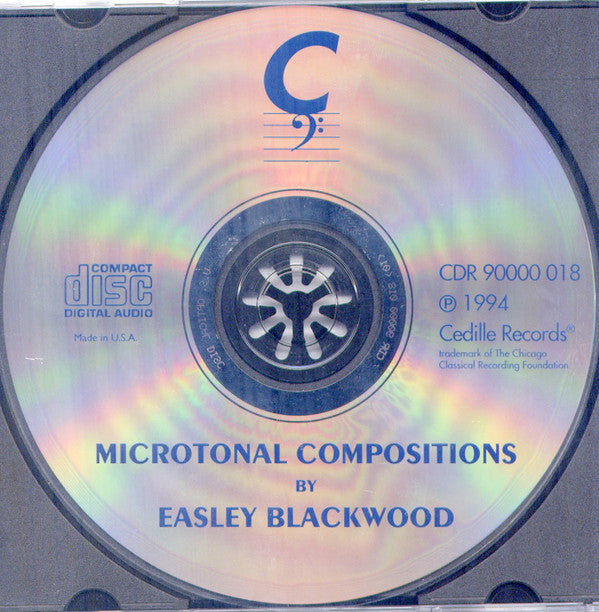 C
COMPACT
disc
DIGITAL AUDIO
Made in U.S.A.
CDR 90000 018
℗ 1994
Cedille Records®
trademark of The Chicago
Classical Recording Foundation
MICROTONAL COMPOSITIONS
BY
EASLEY BLACKWOOD